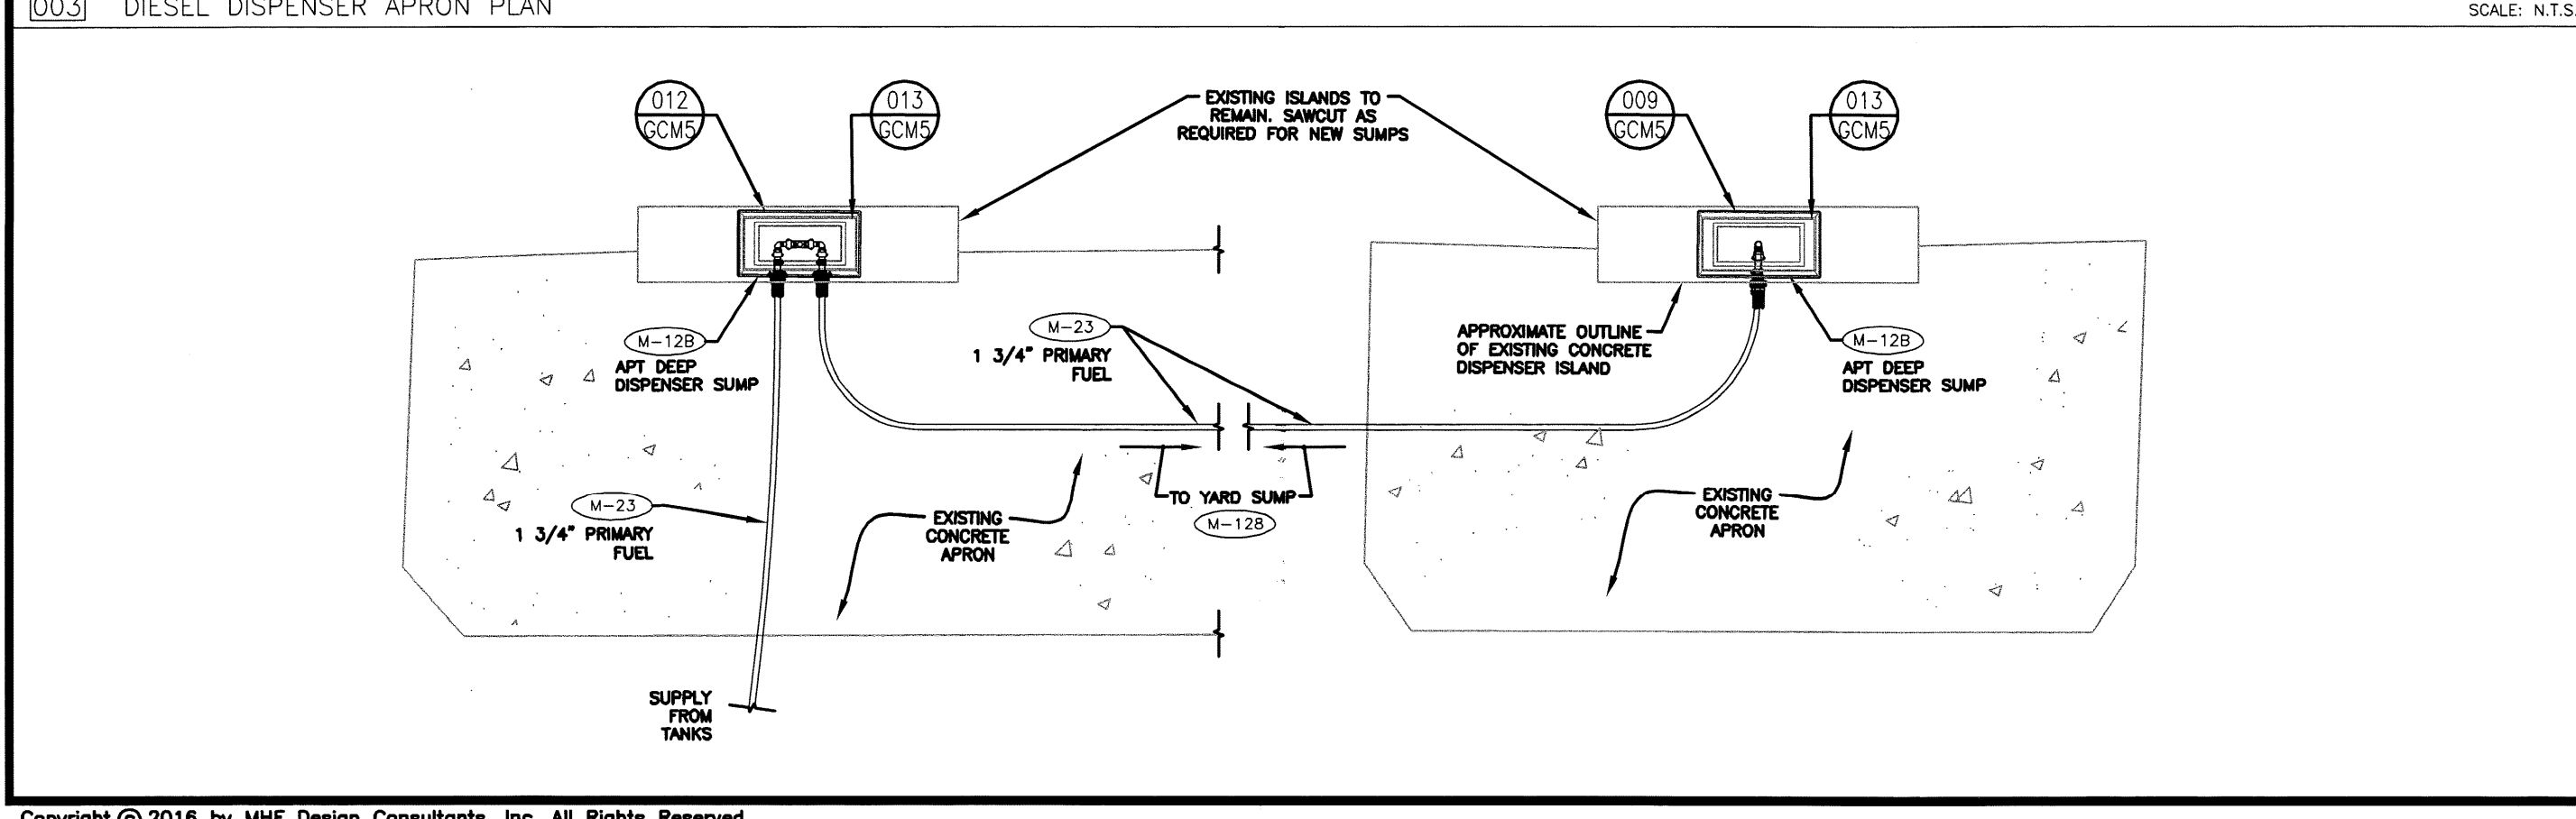 003 DIESEL DISPENSER APRON PLAN
SCALE: N.T.S.
012
GCM5
013
GCM5
EXISTING ISLANDS TO
REMAIN. SAWCUT AS
REQUIRED FOR NEW SUMPS
009
GCM5
013
GCM5
M-12B
APT DEEP
DISPENSER SUMP
M-23
1 3/4" PRIMARY
FUEL
APPROXIMATE OUTLINE
OF EXISTING CONCRETE
DISPENSER ISLAND
M-12B
APT DEEP
DISPENSER SUMP
M-23
1 3/4" PRIMARY
FUEL
EXISTING
CONCRETE
APRON
TO YARD SUMP
M-128
EXISTING
CONCRETE
APRON
SUPPLY
FROM
TANKS
Copyright © 2016 by MHF Design Consultants, Inc. All Rights Reserved